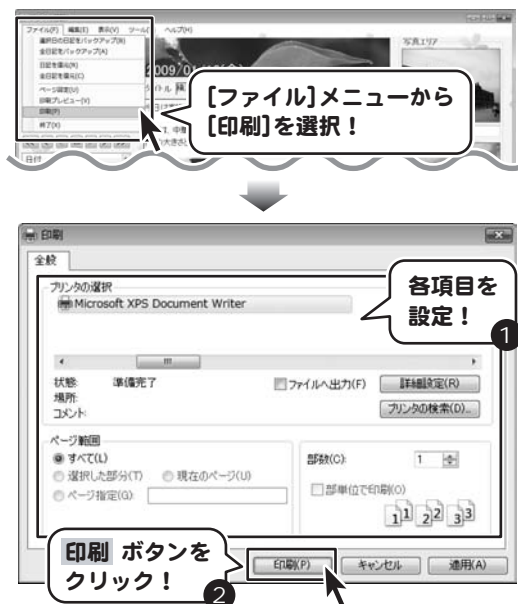 ファイル(F) 編集(E) 表示(V) ツール(T) ヘルプ(H)
選択日の日記をバックアップ(N)
全日記をバックアップ(A)
日記を復元(R)
全日記を復元(C)
ページ設定(U)
印刷プレビュー(V)
印刷(P)
終了(X)
写真エリア
2009/01
日付
[ファイル]メニューから
[印刷]を選択！
印刷
全般
プリンタの選択
Microsoft XPS Document Writer
各項目を
設定！
1
状態: 準備完了
場所:
コメント:
ファイルへ出力(F)
詳細設定(R)
プリンタの検索(D)...
ページ範囲
すべて(L)
選択した部分(T) 現在のページ(U)
ページ指定(G):
部数(C): 1
部単位で印刷(O)
11 22 33
印刷 ボタンを
クリック！
2
印刷(P) キャンセル 適用(A)